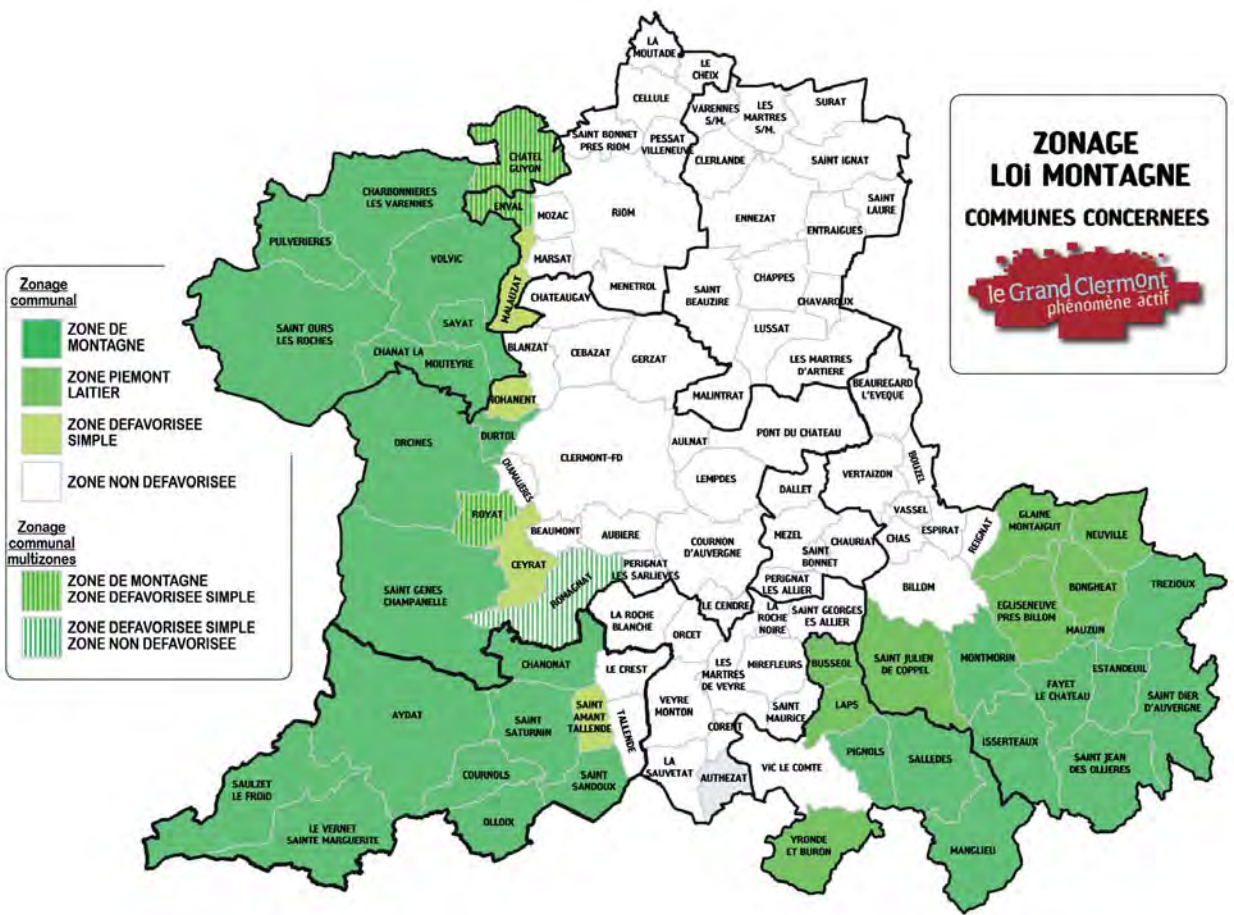 ZONAGE
LOi MONTAGNE
COMMUNES CONCERNEES
le Grand Clermont
phénomène actif
Zonage
communal
ZONE DE
MONTAGNE
ZONE PIEMONT
LAITIER
ZONE DEFAVORISEE
SIMPLE
ZONE NON DEFAVORISEE
Zonage
communal
multizones
ZONE DE MONTAGNE
ZONE DEFAVORISEE SIMPLE
ZONE DEFAVORISEE SIMPLE
ZONE NON DEFAVORISEE
LA
MOUTADE
LE
CHEIX
CELLULE
VARENNES
S/M.
LES
MARTRES
S/M.
SURAT
SAINT BONNET
PRES RIOM
PESSAT
VILLENEUVE
CLERLANDE
SAINT IGNAT
CHATEL
GUYON
CHARBONNIERES
LES VARENNES
ENVAL
MOZAC
RIOM
ENNEZAT
SAINT
LAURE
ENTRAIGUES
PULVERIERES
VOLVIC
MARSAT
MALAUZAT
CHATEAUGAY
MENETROL
SAINT
BEAUZIRE
CHAPPES
CHAVAROUX
SAINT OURS
LES ROCHES
SAYAT
CHANAT LA
MOUTEYRE
BLANZAT
CEBAZAT
GERZAT
LUSSAT
LES MARTRES
D'ARTIERE
BEAUREGARD
L'EVEQUE
NOHANENT
MALINTRAT
ORCINES
DURTOL
CLERMONT-FD
AULNAT
PONT DU CHATEAU
CHAMALIERES
LEMPDES
DALLET
VERTAIZON
BOUZEL
ROYAT
BEAUMONT
AUBIERE
COURNON
D'AUVERGNE
MEZEL
CHAURIAT
SAINT
BONNET
VASSEL
CHAS
ESPIRAT
REIGNAT
GLAINE
MONTAIGUT
NEUVILLE
CEYRAT
ROMAGNAT
PERIGNAT
LES SARLIEVES
PERIGNAT
LES ALLIER
BILLOM
BONGHEAT
TREZIOUX
SAINT GENES
CHAMPANELLE
LA ROCHE
BLANCHE
LE CENDRE
LA
ROCHE
NOIRE
SAINT GEORGES
ES ALLIER
EGLISENEUVE
PRES BILLOM
MAUZUN
ORCET
CHANONAT
LE CREST
LES
MARTRES
DE VEYRE
MIREFLEURS
BUSSEOL
SAINT JULIEN
DE COPPEL
MONTMORIN
ESTANDEUIL
FAYET
LE CHATEAU
SAINT DIER
D'AUVERGNE
AYDAT
SAINT
SATURNIN
SAINT
AMANT
TALLENDE
TALLENDE
VEYRE
MONTON
SAINT
MAURICE
LAPS
CORENT
PIGNOLS
SALLEDES
ISSERTEAUX
SAINT JEAN
DES OLLIERES
SAULZET
LE FROID
COURNOLS
SAINT
SANDOUX
LA
SAUVETAT
AUTHEZAT
VIC LE COMTE
LE VERNET
SAINTE MARGUERITE
OLLOIX
YRONDE
ET BURON
MANGLIEU